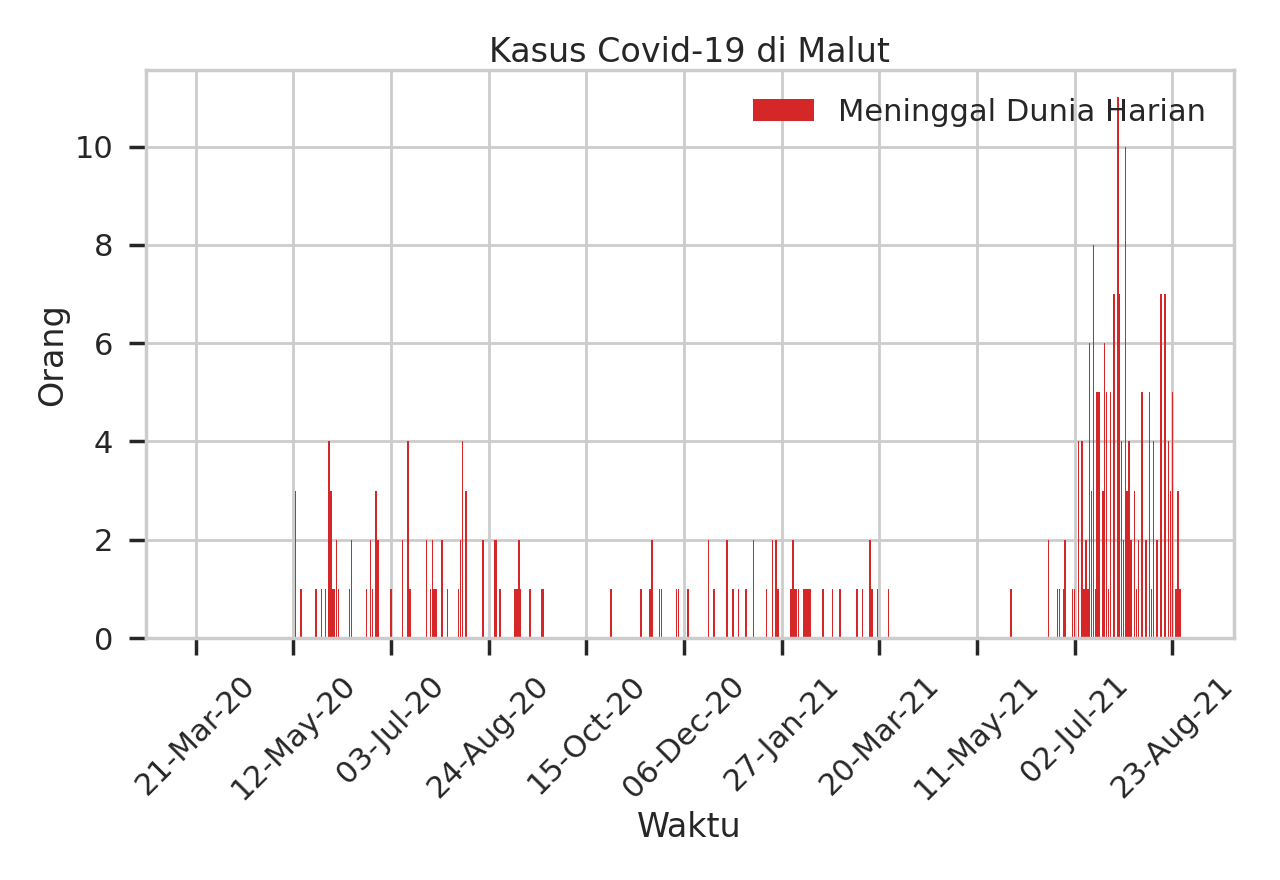 Kasus Covid-19 di Malut
Meninggal Dunia Harian
Orang
10
8
6
4
2
0
21-Mar-20
12-May-20
03-Jul-20
24-Aug-20
15-Oct-20
06-Dec-20
27-Jan-21
20-Mar-21
11-May-21
02-Jul-21
23-Aug-21
Waktu